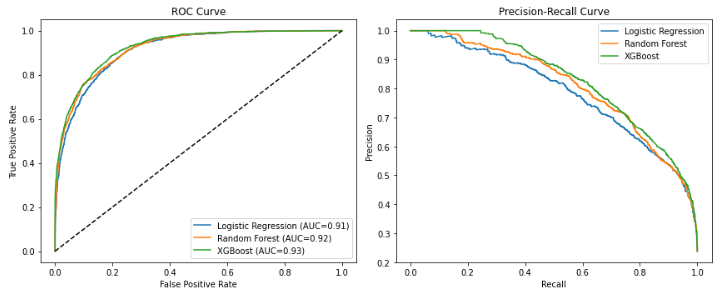 ROC Curve
1.0
0.8
0.6
0.4
0.2
0.0
True Positive Rate
0.0 0.2 0.4 0.6 0.8 1.0
False Positive Rate
Logistic Regression (AUC=0.91)
Random Forest (AUC=0.92)
XGBoost (AUC=0.93)
Precision-Recall Curve
1.0
0.9
0.8
0.7
0.6
0.5
0.4
0.3
0.2
Precision
0.0 0.2 0.4 0.6 0.8 1.0
Recall
Logistic Regression
Random Forest
XGBoost